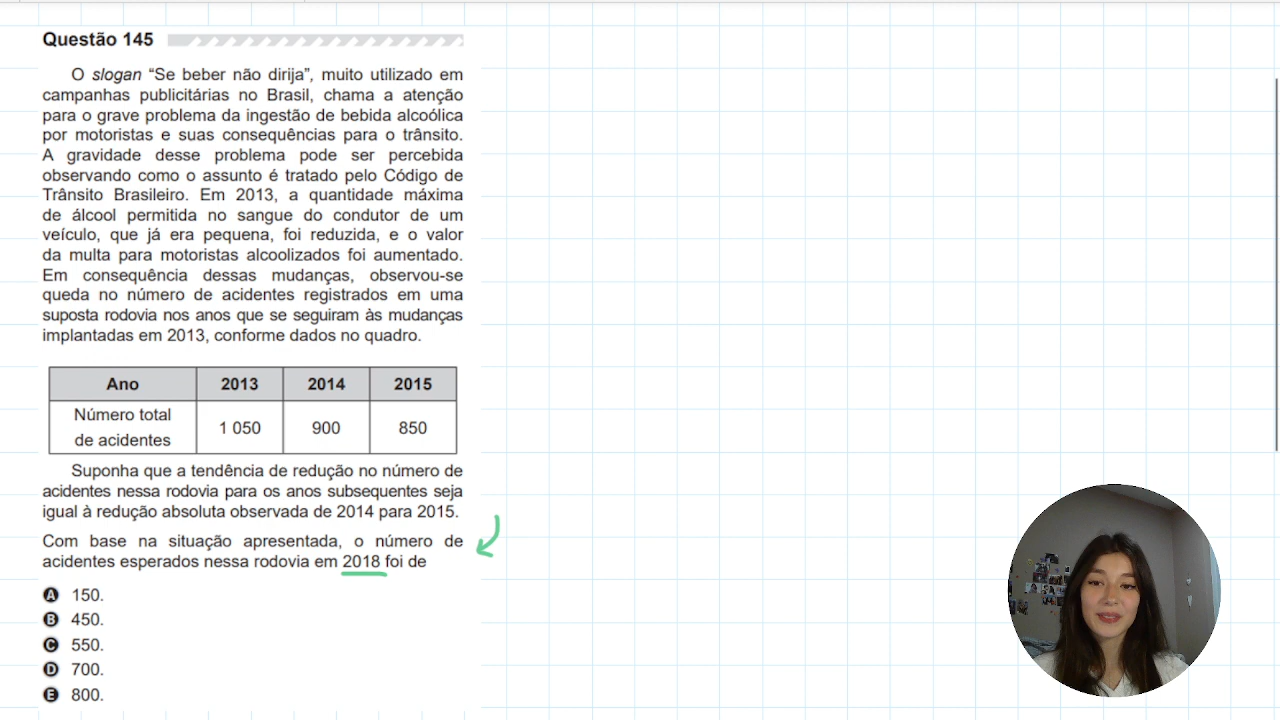 Questão 145
O slogan “Se beber não dirija”, muito utilizado em
campanhas publicitárias no Brasil, chama a atenção
para o grave problema da ingestão de bebida alcoólica
por motoristas e suas consequências para o trânsito.
A gravidade desse problema pode ser percebida
observando como o assunto é tratado pelo Código de
Trânsito Brasileiro. Em 2013, a quantidade máxima
de álcool permitida no sangue do condutor de um
veículo, que já era pequena, foi reduzida, e o valor
da multa para motoristas alcoolizados foi aumentado.
Em consequência dessas mudanças, observou-se
queda no número de acidentes registrados em uma
suposta rodovia nos anos que se seguiram às mudanças
implantadas em 2013, conforme dados no quadro.
Ano 2013 2014 2015
Número total
de acidentes 1 050 900 850
Suponha que a tendência de redução no número de
acidentes nessa rodovia para os anos subsequentes seja
igual à redução absoluta observada de 2014 para 2015.
Com base na situação apresentada, o número de
acidentes esperados nessa rodovia em 2018 foi de
A 150.
B 450.
C 550.
D 700.
E 800.